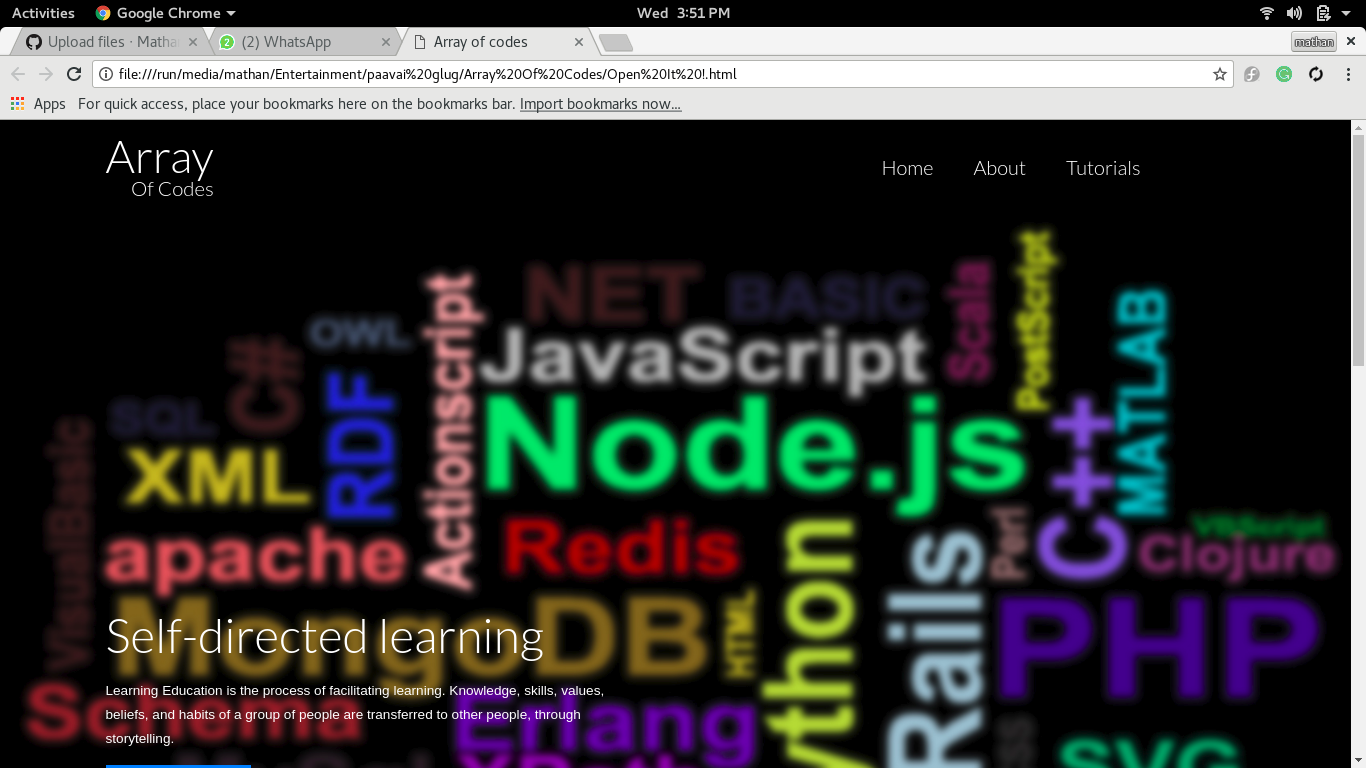 Activities Google Chrome Wed 3:51 PM
Upload files · Mathan (2) WhatsApp Array of codes mathan
file:///run/media/mathan/Entertainment/paavai%20glug/Array%20Of%20Codes/Open%20It%20!.html
Apps For quick access, place your bookmarks here on the bookmarks bar. Import bookmarks now...
Array
Of Codes
Home About Tutorials
NET
BASIC
Scala
PostScript
OWL
Actionscript
JavaScript
MATLAB
C#
RDF
SQL
Node.js
C++
VisualBasic
XML
apache
Redis
Perl
VBScript
Clojure
MongoDB
HTML
ython
Rails
PHP
Self-directed learning
Learning Education is the process of facilitating learning. Knowledge, skills, values,
beliefs, and habits of a group of people are transferred to other people, through
storytelling.
Schema
Erlang
XPath
SVG